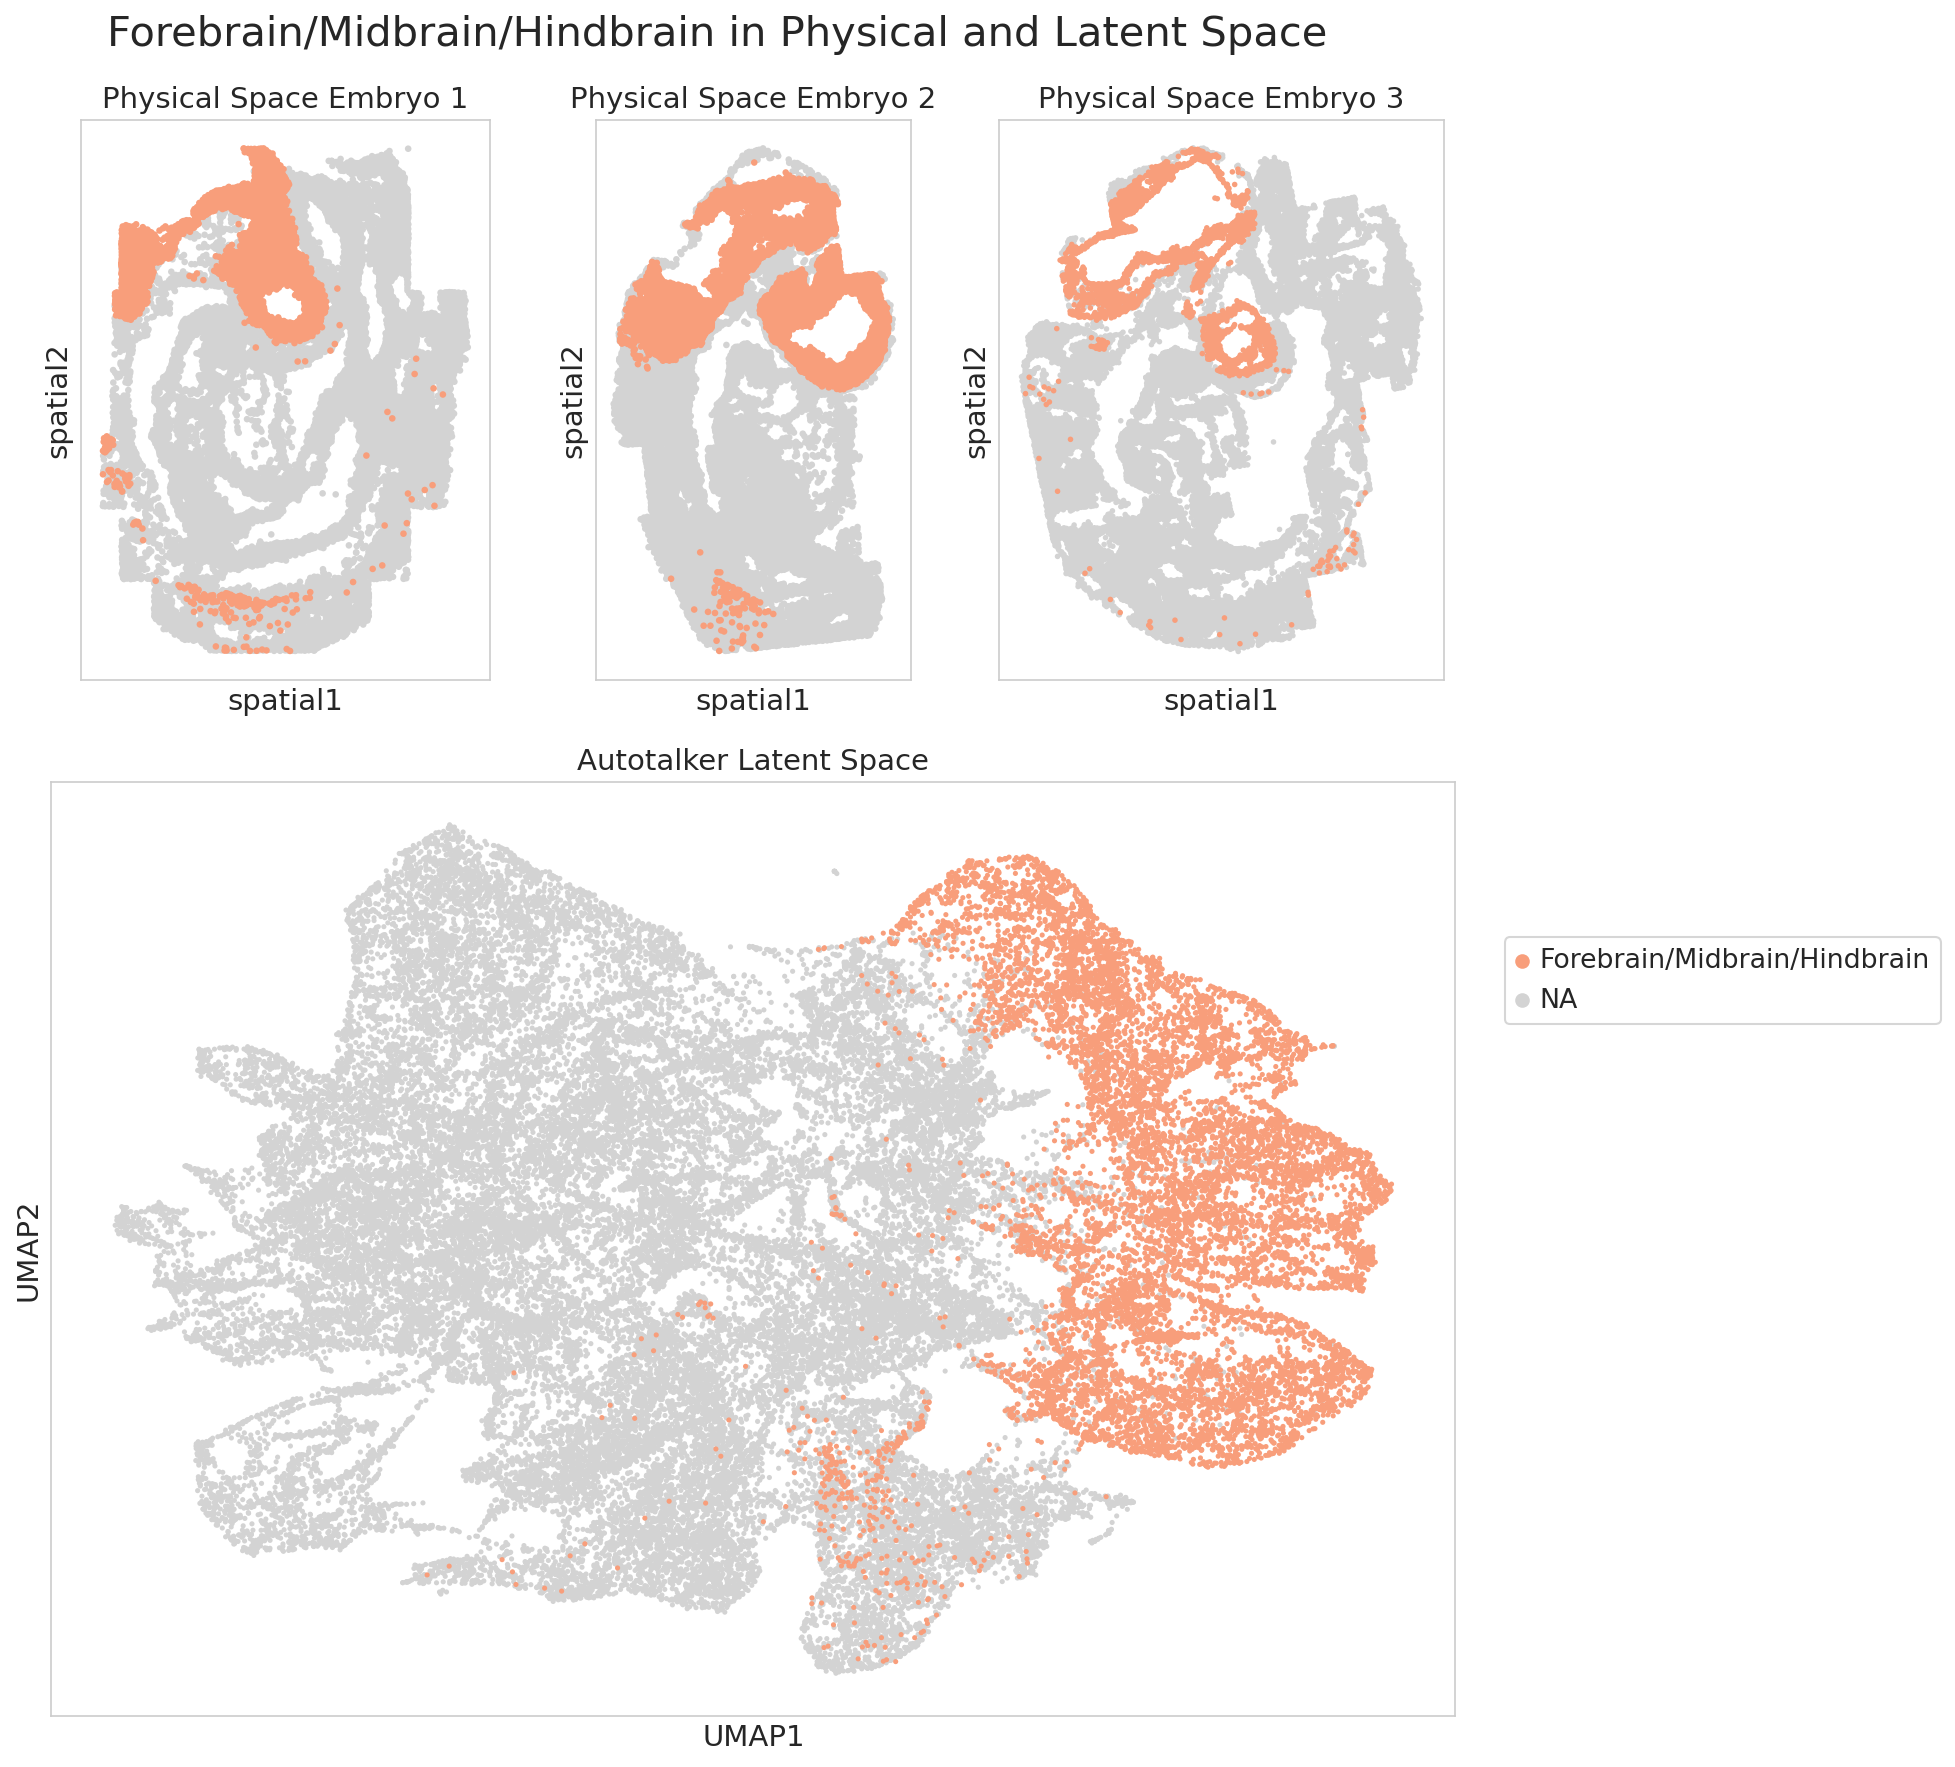 Forebrain/Midbrain/Hindbrain in Physical and Latent Space
Physical Space Embryo 1
Physical Space Embryo 2
Physical Space Embryo 3
spatial2
spatial2
spatial2
spatial1
spatial1
spatial1
Autotalker Latent Space
UMAP2
Forebrain/Midbrain/Hindbrain
NA
UMAP1